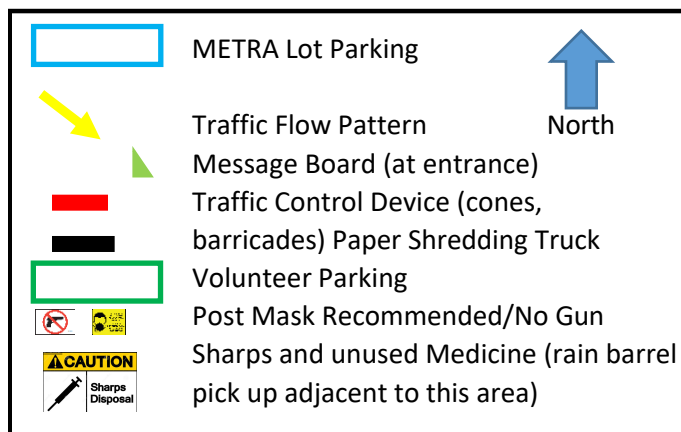 METRA Lot Parking
Traffic Flow Pattern North
Message Board (at entrance)
Traffic Control Device (cones,
barricades) Paper Shredding Truck
Volunteer Parking
Post Mask Recommended/No Gun
Sharps and unused Medicine (rain barrel
pick up adjacent to this area)
CAUTION
Sharps
Disposal